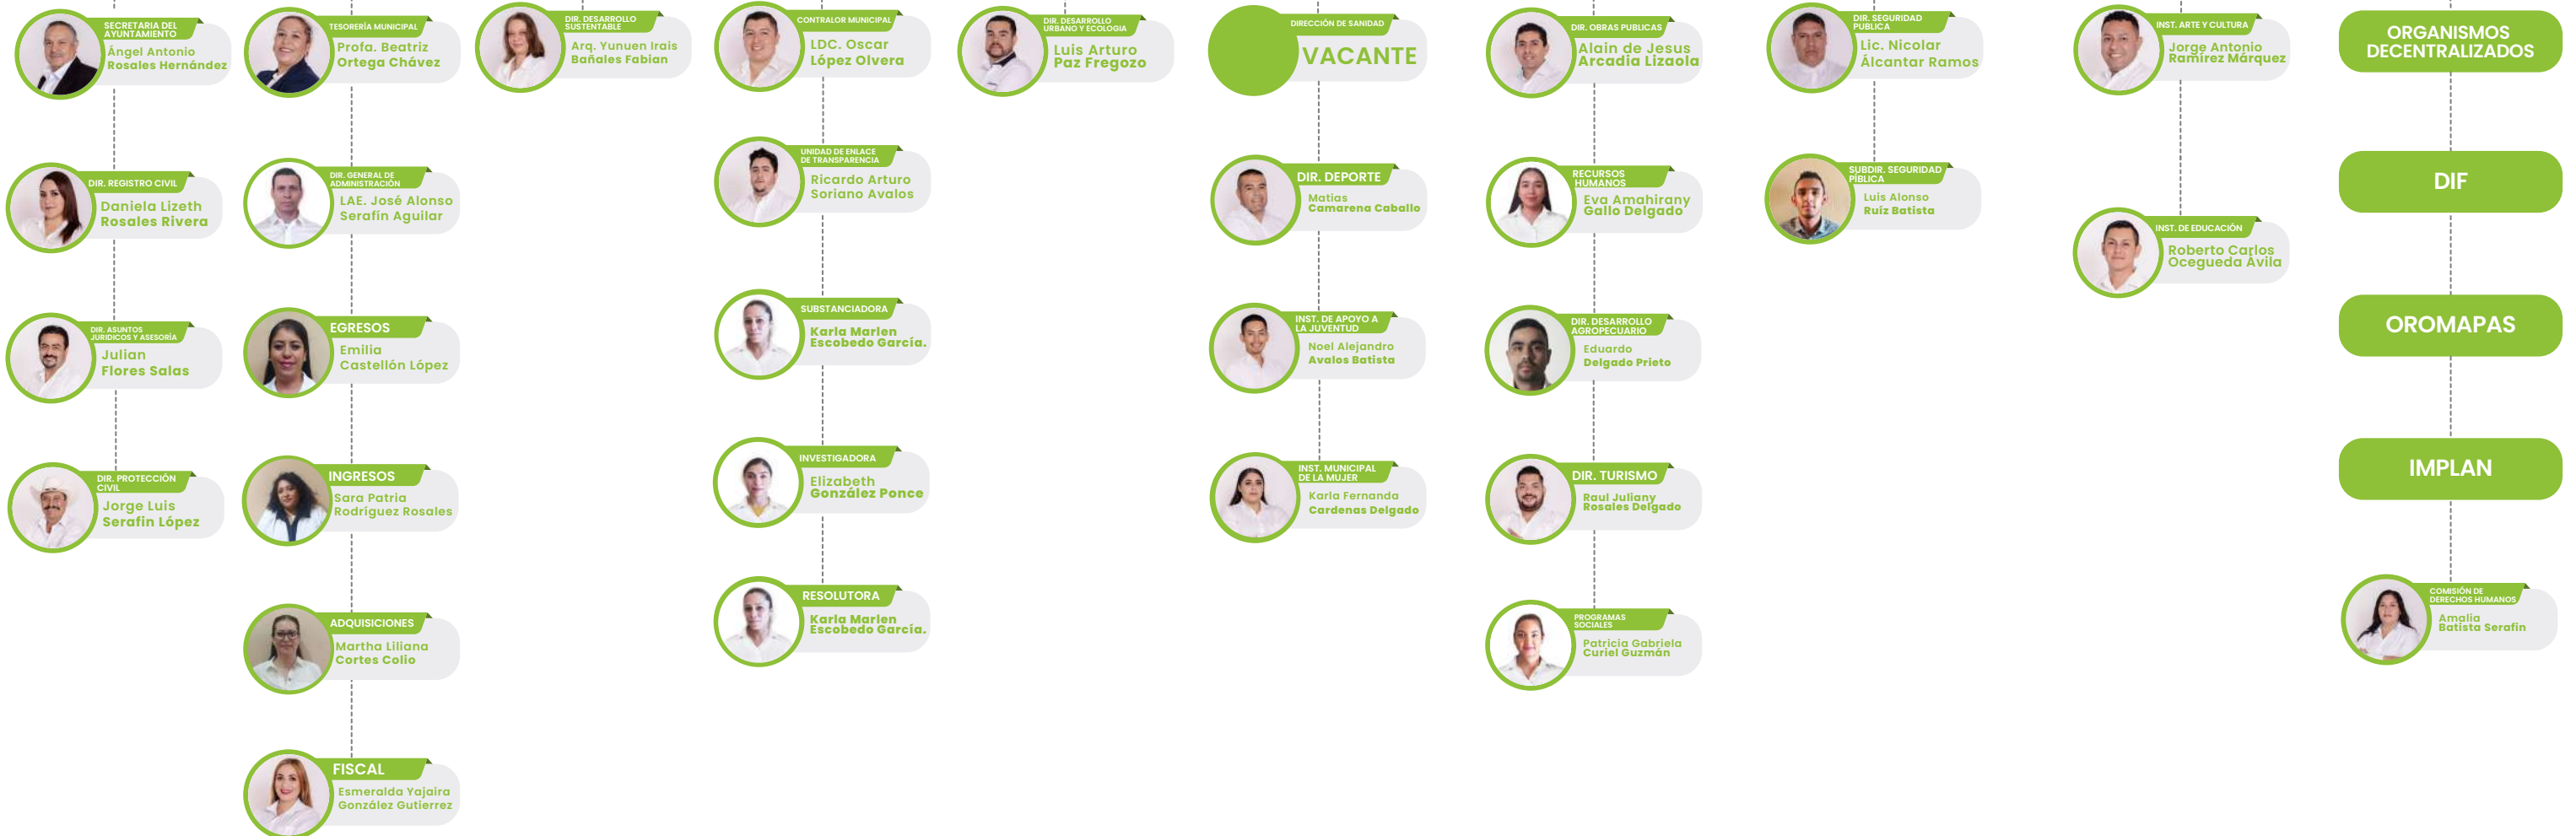 SECRETARIA DEL
AYUNTAMIENTO
Ángel Antonio
Rosales Hernández
DIR. REGISTRO CIVIL
Daniela Lizeth
Rosales Rivera
DIR. ASUNTOS
JURIDICOS Y ASESORÍA
Julian
Flores Salas
DIR. PROTECCIÓN
CIVIL
Jorge Luis
Serafin López
TESORERÍA MUNICIPAL
Profa. Beatriz
Ortega Chávez
DIR. GENERAL DE
ADMINISTRACIÓN
LAE. José Alonso
Serafín Aguilar
EGRESOS
Emilia
Castellón López
INGRESOS
Sara Patria
Rodríguez Rosales
ADQUISICIONES
Martha Liliana
Cortes Colio
FISCAL
Esmeralda Yajaira
González Gutierrez
DIR. DESARROLLO
SUSTENTABLE
Arq. Yunuen Irais
Bañales Fabian
CONTRALOR MUNICIPAL
LDC. Oscar
López Olvera
UNIDAD DE ENLACE
DE TRANSPARENCIA
Ricardo Arturo
Soriano Avalos
SUBSTANCIADORA
Karla Marlen
Escobedo García.
INVESTIGADORA
Elizabeth
González Ponce
RESOLUTORA
Karla Marlen
Escobedo García.
DIR. DESARROLLO
URBANO Y ECOLOGIA
Luis Arturo
Paz Fregozo
DIRECCIÓN DE SANIDAD
VACANTE
DIR. DEPORTE
Matias
Camarena Caballo
INST. DE APOYO A
LA JUVENTUD
Noel Alejandro
Avalos Batista
INST. MUNICIPAL
DE LA MUJER
Karla Fernanda
Cardenas Delgado
DIR. OBRAS PUBLICAS
Alain de Jesus
Arcadia Lizaola
RECURSOS
HUMANOS
Eva Amahirany
Gallo Delgado
DIR. DESARROLLO
AGROPECUARIO
Eduardo
Delgado Prieto
DIR. TURISMO
Raul Juliany
Rosales Delgado
PROGRAMAS
SOCIALES
Patricia Gabriela
Curiel Guzmán
DIR. SEGURIDAD
PUBLICA
Lic. Nicolar
Álcantar Ramos
SUBDIR. SEGURIDAD
PÍBLICA
Luis Alonso
Ruiz Batista
INST. ARTE Y CULTURA
Jorge Antonio
Ramírez Márquez
INST. DE EDUCACIÓN
Roberto Carlos
Ocegueda Ávila
ORGANISMOS
DECENTRALIZADOS
DIF
OROMAPAS
IMPLAN
COMISIÓN DE
DERECHOS HUMANOS
Amalia
Batista Serafin